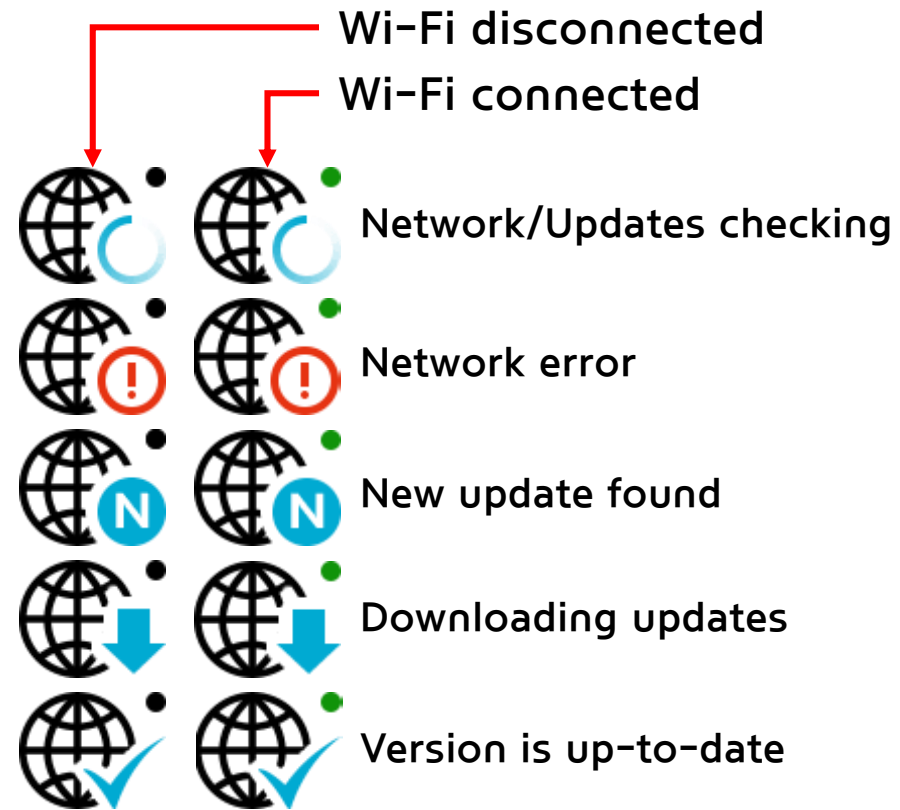 Wi-Fi disconnected
Wi-Fi connected
Network/Updates checking
!
!
Network error
N
N
New update found
Downloading updates
Version is up-to-date